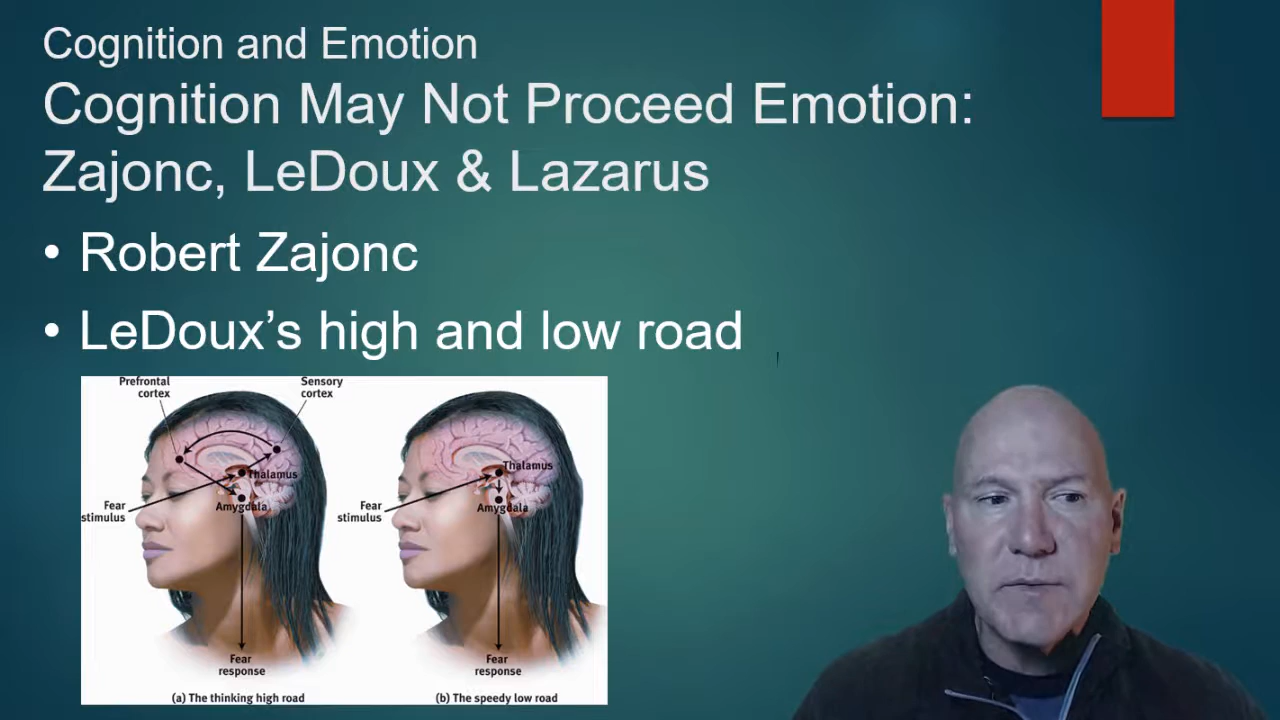 Cognition and Emotion
Cognition May Not Proceed Emotion:
Zajonc, LeDoux & Lazarus
• Robert Zajonc
• LeDoux’s high and low road
Prefrontal
cortex
Sensory
cortex
Thalamus
Amygdala
Fear
stimulus
Fear
response
(a) The thinking high road
Thalamus
Amygdala
Fear
stimulus
Fear
response
(b) The speedy low road